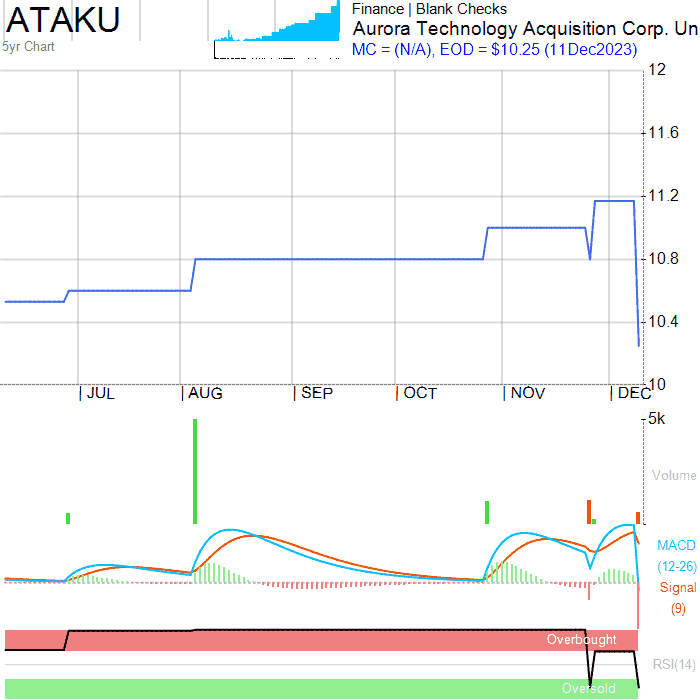 ATAKU
5yr Chart
Finance | Blank Checks
Aurora Technology Acquisition Corp. Un
MC = (N/A), EOD = $10.25 (11Dec2023)
12
11.6
11.2
10.8
10.4
10
| JUL | AUG | SEP | OCT | NOV | DEC
5k
Volume
MACD
(12-26)
Signal
(9)
Overbought
RSI(14)
Oversold